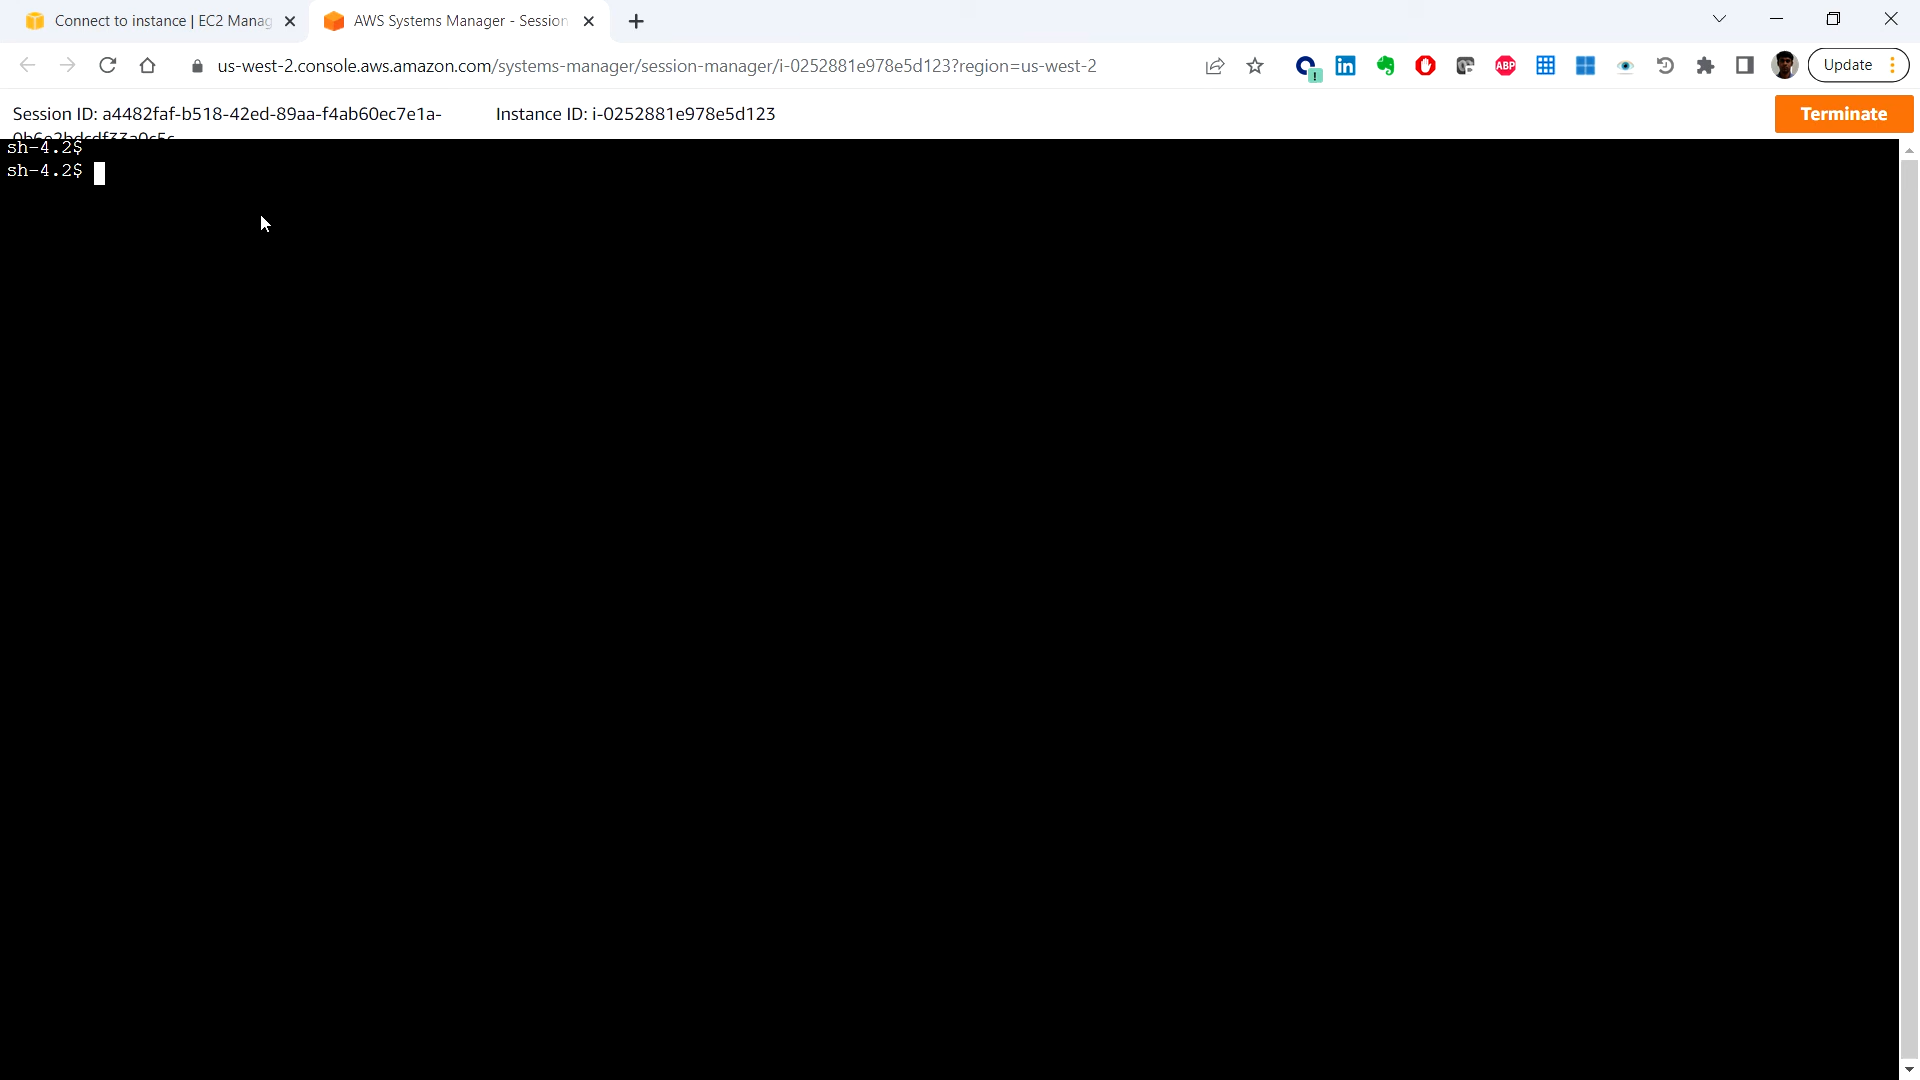 Connect to instance | EC2 Manag
AWS Systems Manager - Session
us-west-2.console.aws.amazon.com/systems-manager/session-manager/i-0252881e978e5d123?region=us-west-2
ABP
Update
Session ID: a4482faf-b518-42ed-89aa-f4ab60ec7e1a-
Instance ID: i-0252881e978e5d123
Terminate
sh-4.2$
sh-4.2$